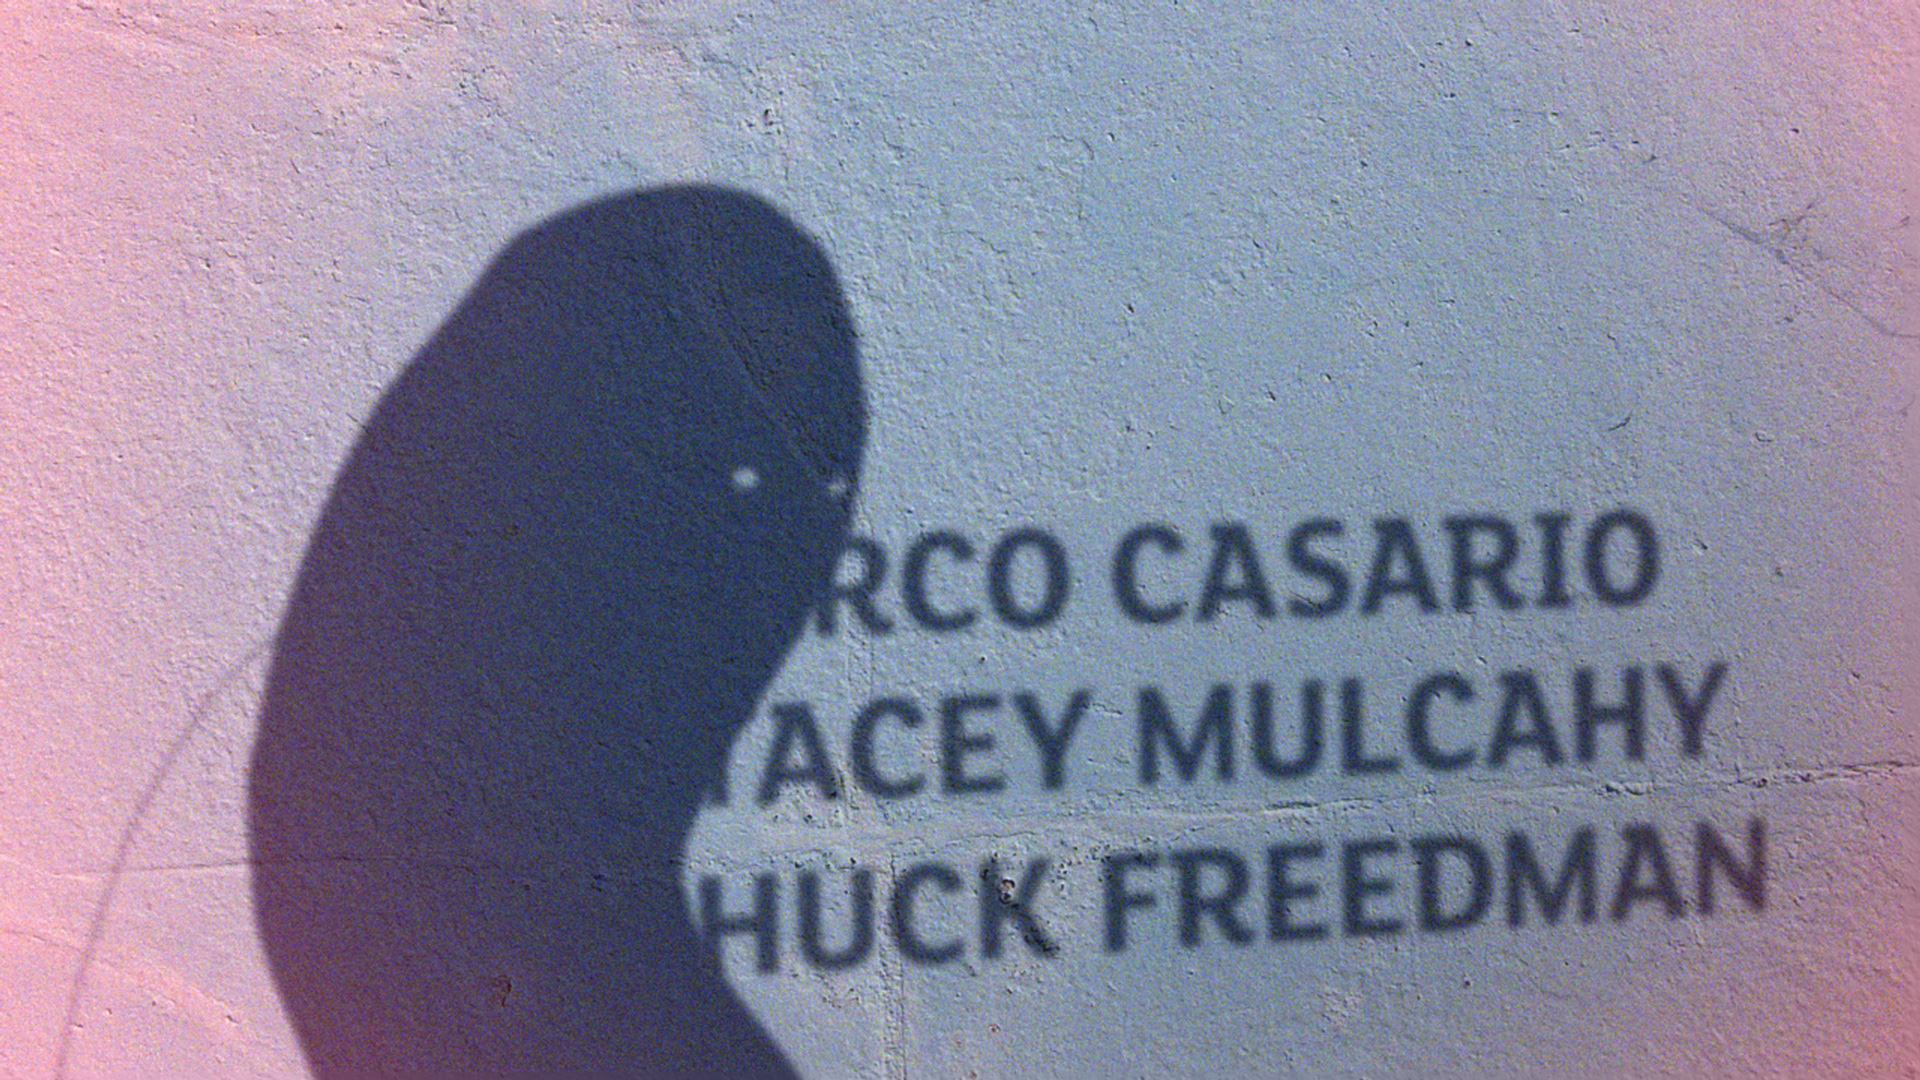 RCO CASARIO
ACEY MULCAHY
HUCK FREEDMAN